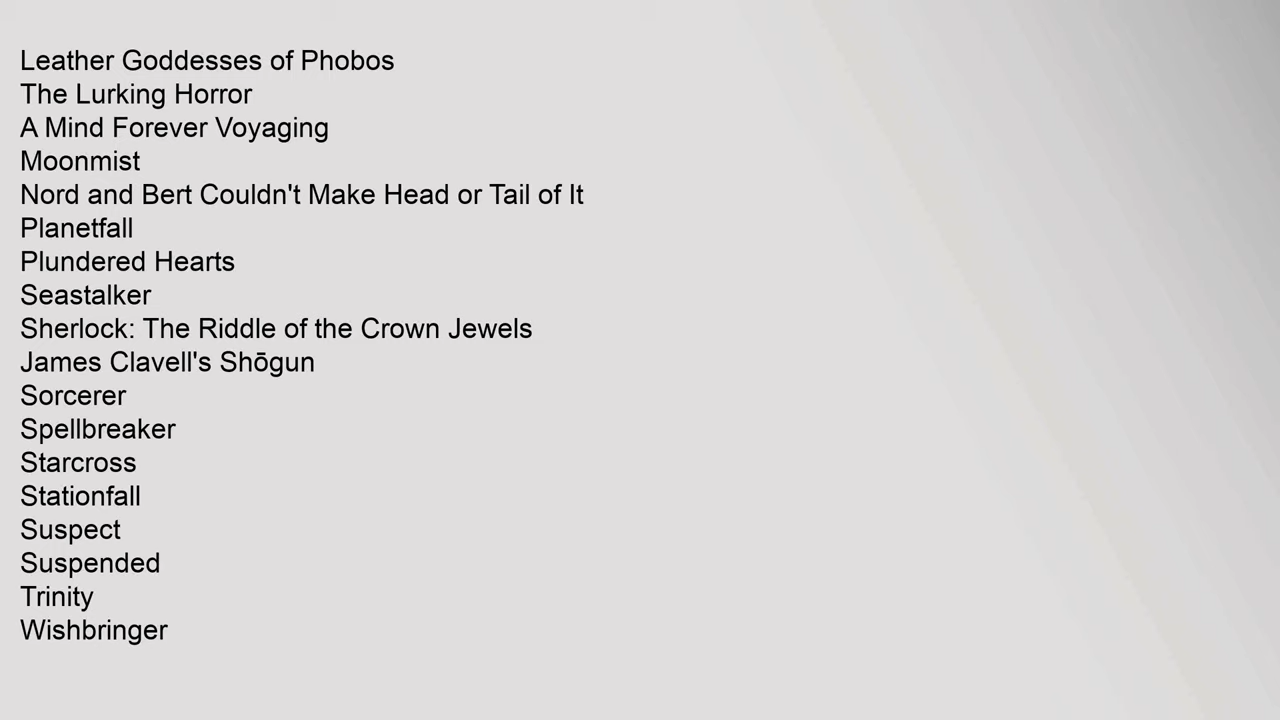 Leather Goddesses of Phobos
The Lurking Horror
A Mind Forever Voyaging
Moonmist
Nord and Bert Couldn't Make Head or Tail of It
Planetfall
Plundered Hearts
Seastalker
Sherlock: The Riddle of the Crown Jewels
James Clavell's Shōgun
Sorcerer
Spellbreaker
Starcross
Stationfall
Suspect
Suspended
Trinity
Wishbringer